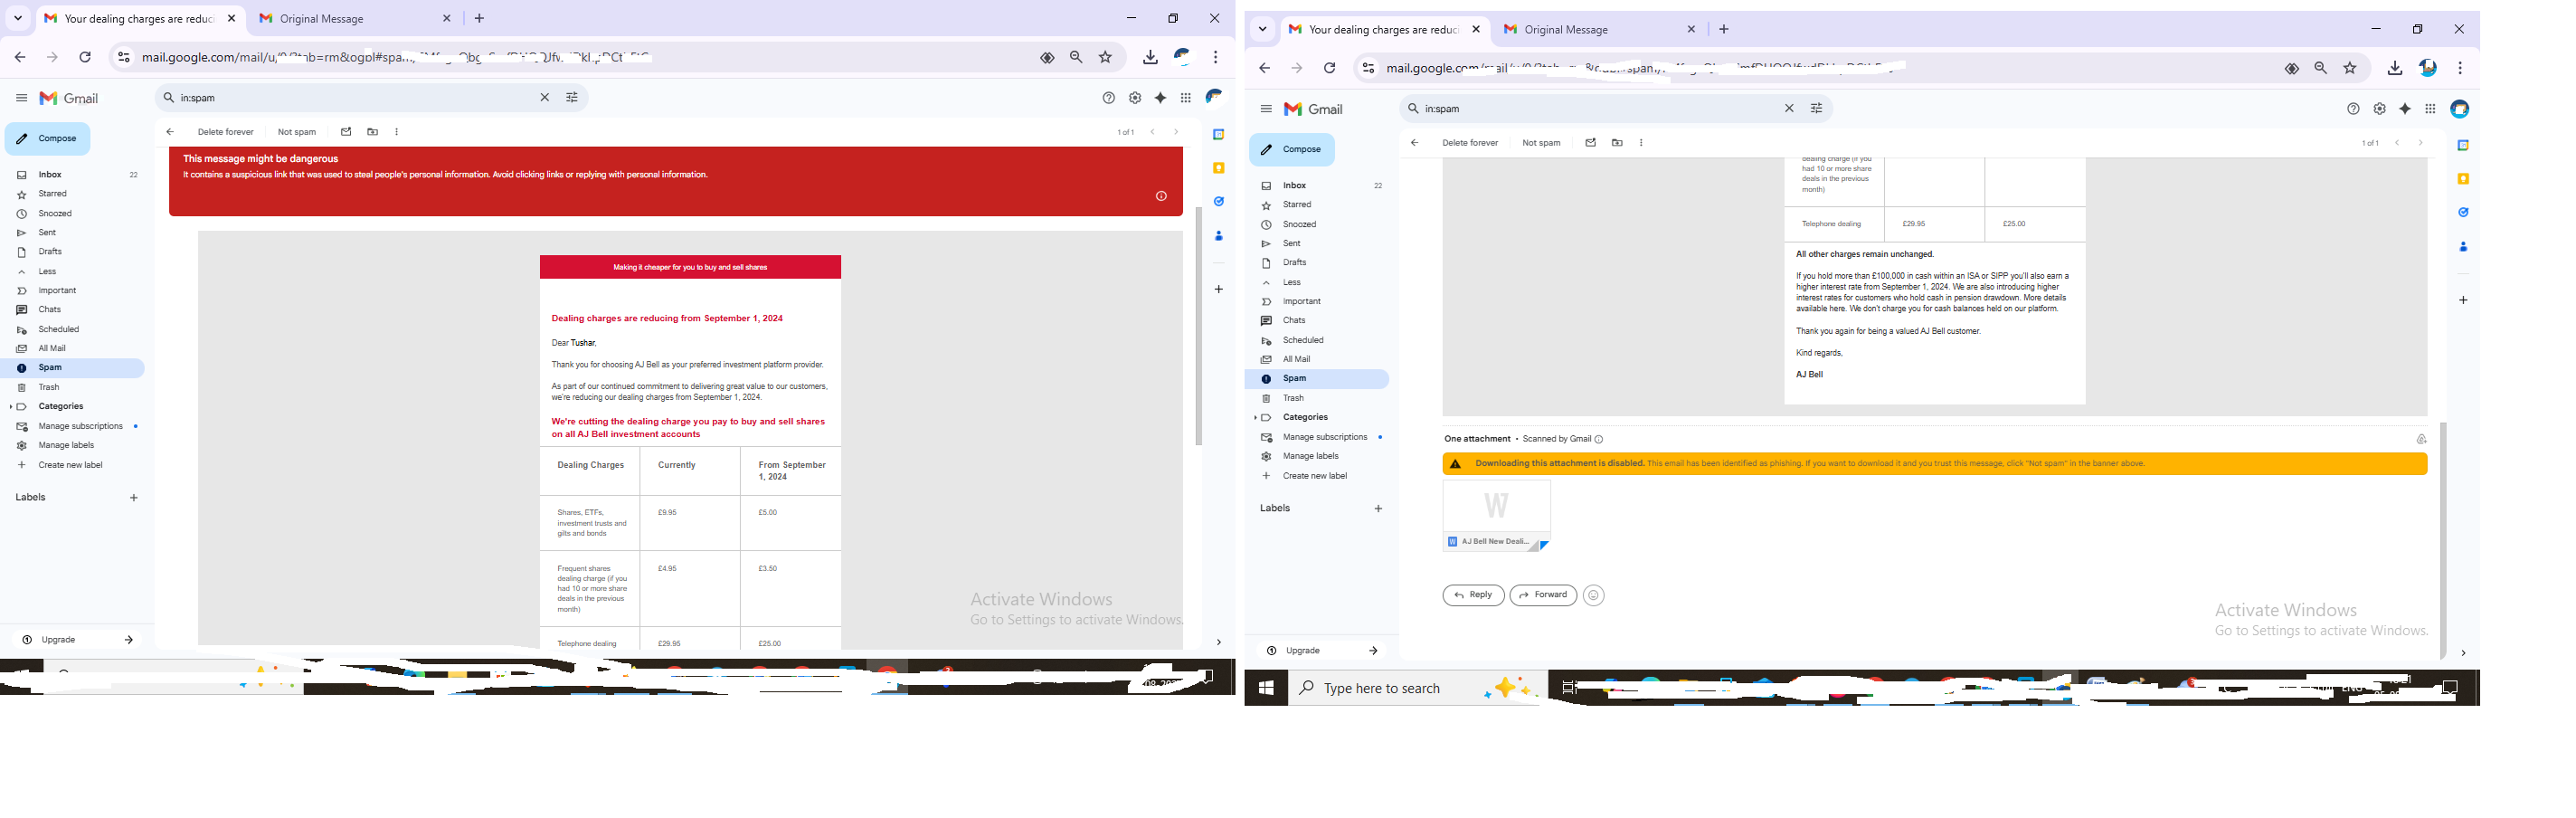 Your dealing charges are reduci
Original Message
mail.google.com/mail/u
Gmail
in:spam
Compose
Delete forever
Not spam
1 of 1
This message might be dangerous
It contains a suspicious link that was used to steal people's personal information. Avoid clicking links or replying with personal information.
Inbox 22
Starred
Snoozed
Sent
Drafts
Less
Important
Chats
Scheduled
All Mail
Spam
Trash
Categories
Manage subscriptions
Manage labels
Create new label
Labels
Upgrade
Making it cheaper for you to buy and sell shares
Dealing charges are reducing from September 1, 2024
Dear Tushar,
Thank you for choosing AJ Bell as your preferred investment platform provider.
As part of our continued commitment to delivering great value to our customers,
we're reducing our dealing charges from September 1, 2024.
We're cutting the dealing charge you pay to buy and sell shares
on all AJ Bell investment accounts
Dealing Charges Currently From September
1, 2024
Shares, ETFs, £9.95 £5.00
investment trusts and
gilts and bonds
Frequent shares £4.95 £3.50
dealing charge (if you
had 10 or more share
deals in the previous
month)
Telephone dealing £29.95 £25.00
Activate Windows
Go to Settings to activate Windows.
Your dealing charges are reduci
Original Message
mail.google.com
Gmail
in:spam
Compose
Delete forever
Not spam
1 of 1
Inbox 22
Starred
Snoozed
Sent
Drafts
Less
Important
Chats
Scheduled
All Mail
Spam
Trash
Categories
Manage subscriptions
Manage labels
Create new label
Labels
Upgrade
dealing charge (if you
had 10 or more share
deals in the previous
month)
Telephone dealing £29.95 £25.00
All other charges remain unchanged.
If you hold more than £100,000 in cash within an ISA or SIPP you'll also earn a
higher interest rate from September 1, 2024. We are also introducing higher
interest rates for customers who hold cash in pension drawdown. More details
available here. We don't charge you for cash balances held on our platform.
Thank you again for being a valued AJ Bell customer.
Kind regards,
AJ Bell
One attachment • Scanned by Gmail
Downloading this attachment is disabled. This email has been identified as phishing. If you want to download it and you trust this message, click "Not spam" in the banner above.
W
W AJ Bell New Deali...
Reply
Forward
Activate Windows
Go to Settings to activate Windows.
Type here to search